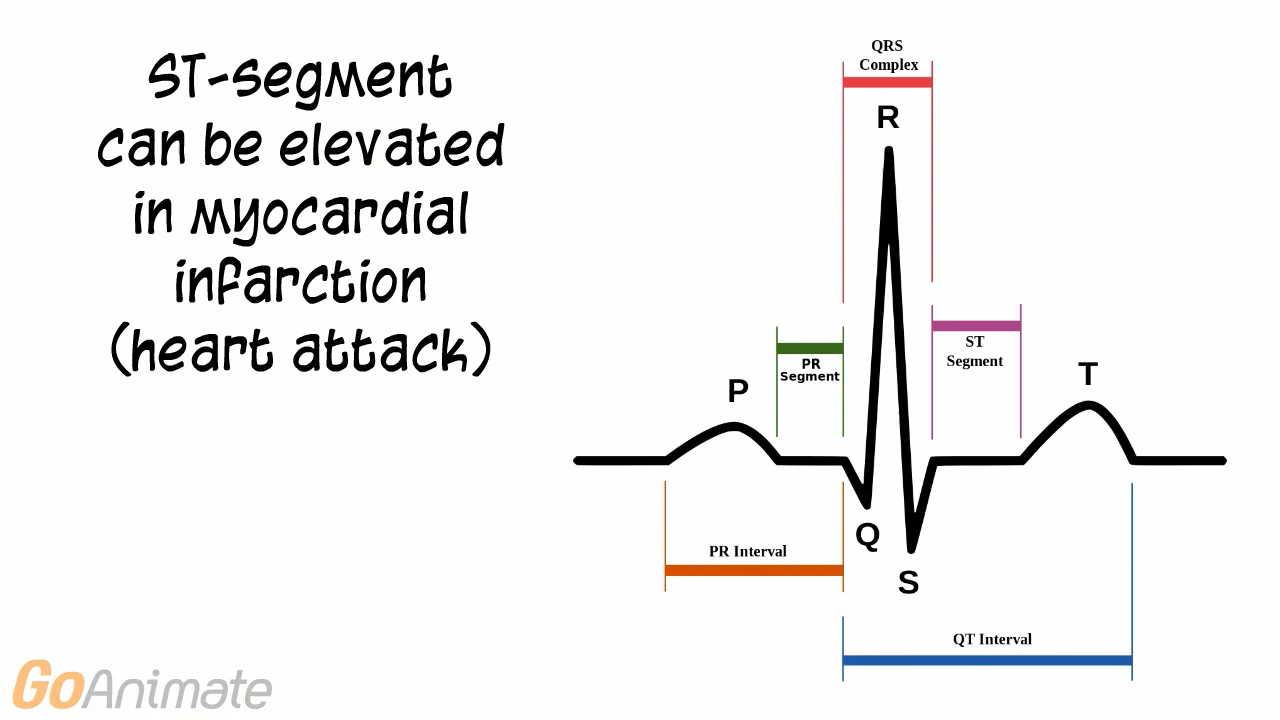 ST-segment
can be elevated
in myocardial
infarction
(heart attack)
QRS
Complex
R
ST
Segment
PR
Segment
P
T
Q
PR Interval
S
QT Interval
GoAnimate